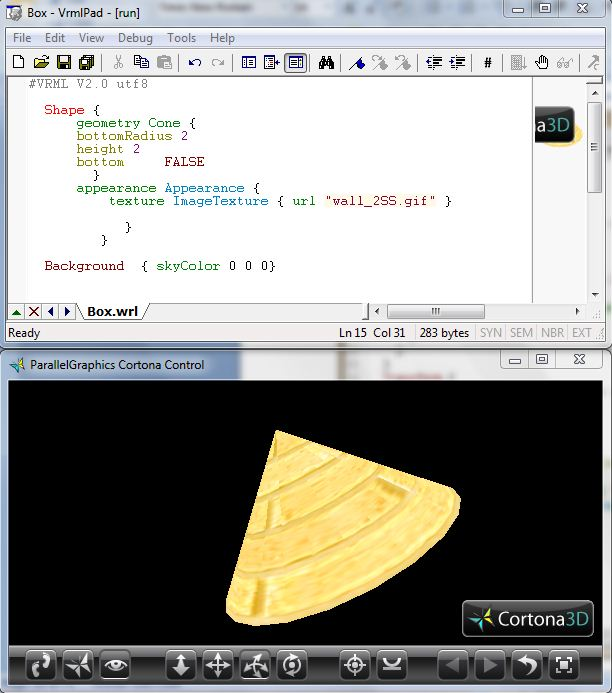 Box - VrmlPad - [run]
File Edit View Debug Tools Help
#VRML V2.0 utf8
Shape {
geometry Cone {
bottomRadius 2
height 2
bottom FALSE
}
appearance Appearance {
texture ImageTexture { url "wall_2SS.gif" }
}
}
Background { skyColor 0 0 0}
a3D
Box.wrl
Ready Ln 15 Col 31 283 bytes SYN SEM NBR EXT
ParallelGraphics Cortona Control
Cortona3D